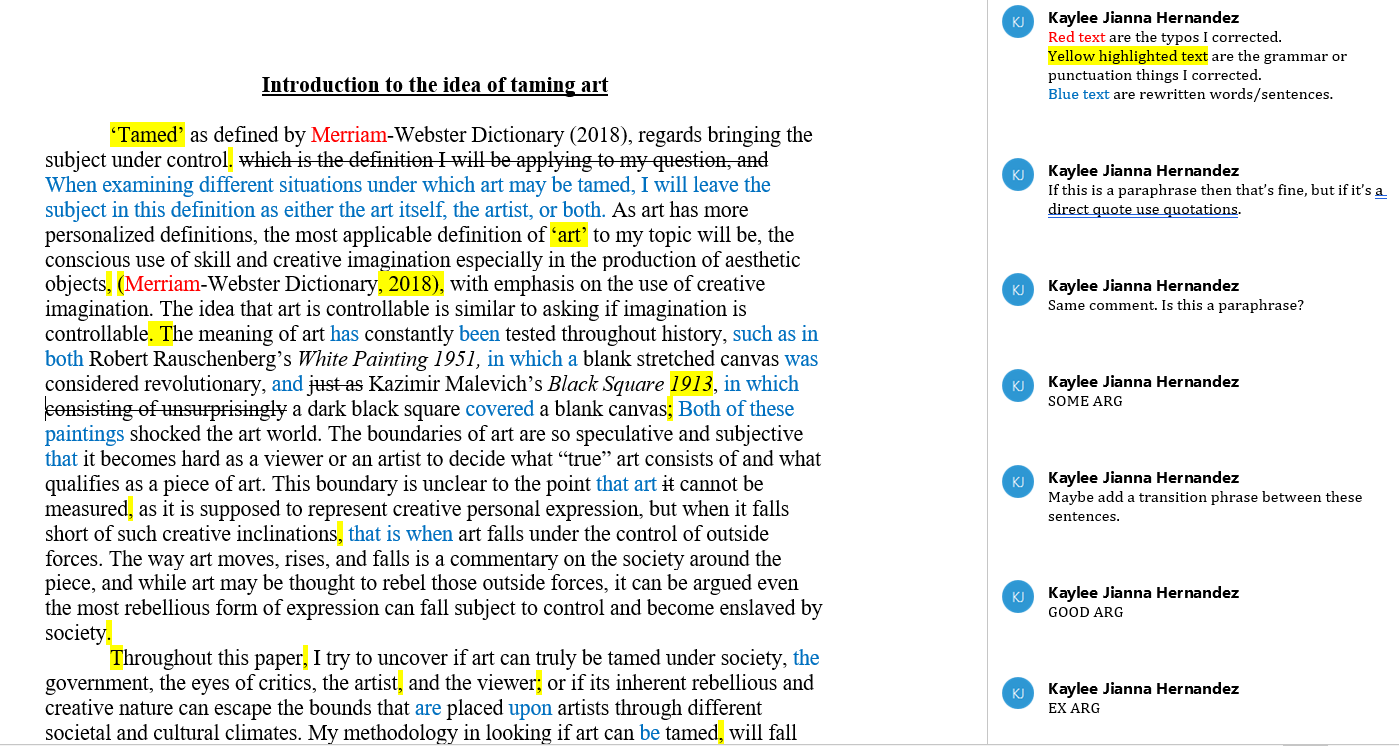 Introduction to the idea of taming art
‘Tamed’ as defined by Merriam-Webster Dictionary (2018), regards bringing the
subject under control. which is the definition I will be applying to my question, and
When examining different situations under which art may be tamed, I will leave the
subject in this definition as either the art itself, the artist, or both. As art has more
personalized definitions, the most applicable definition of ‘art’ to my topic will be, the
conscious use of skill and creative imagination especially in the production of aesthetic
objects, (Merriam-Webster Dictionary, 2018), with emphasis on the use of creative
imagination. The idea that art is controllable is similar to asking if imagination is
controllable. The meaning of art has constantly been tested throughout history, such as in
both Robert Rauschenberg’s White Painting 1951, in which a blank stretched canvas was
considered revolutionary, and just as Kazimir Malevich’s Black Square 1913, in which
consisting of unsurprisingly a dark black square covered a blank canvas; Both of these
paintings shocked the art world. The boundaries of art are so speculative and subjective
that it becomes hard as a viewer or an artist to decide what “true” art consists of and what
qualifies as a piece of art. This boundary is unclear to the point that art it cannot be
measured, as it is supposed to represent creative personal expression, but when it falls
short of such creative inclinations, that is when art falls under the control of outside
forces. The way art moves, rises, and falls is a commentary on the society around the
piece, and while art may be thought to rebel those outside forces, it can be argued even
the most rebellious form of expression can fall subject to control and become enslaved by
society.
Throughout this paper, I try to uncover if art can truly be tamed under society, the
government, the eyes of critics, the artist, and the viewer; or if its inherent rebellious and
creative nature can escape the bounds that are placed upon artists through different
societal and cultural climates. My methodology in looking if art can be tamed, will fall
KJ
Kaylee Jianna Hernandez
Red text are the typos I corrected.
Yellow highlighted text are the grammar or
punctuation things I corrected.
Blue text are rewritten words/sentences.
KJ
Kaylee Jianna Hernandez
If this is a paraphrase then that’s fine, but if it’s a
direct quote use quotations.
KJ
Kaylee Jianna Hernandez
Same comment. Is this a paraphrase?
KJ
Kaylee Jianna Hernandez
SOME ARG
KJ
Kaylee Jianna Hernandez
Maybe add a transition phrase between these
sentences.
KJ
Kaylee Jianna Hernandez
GOOD ARG
KJ
Kaylee Jianna Hernandez
EX ARG